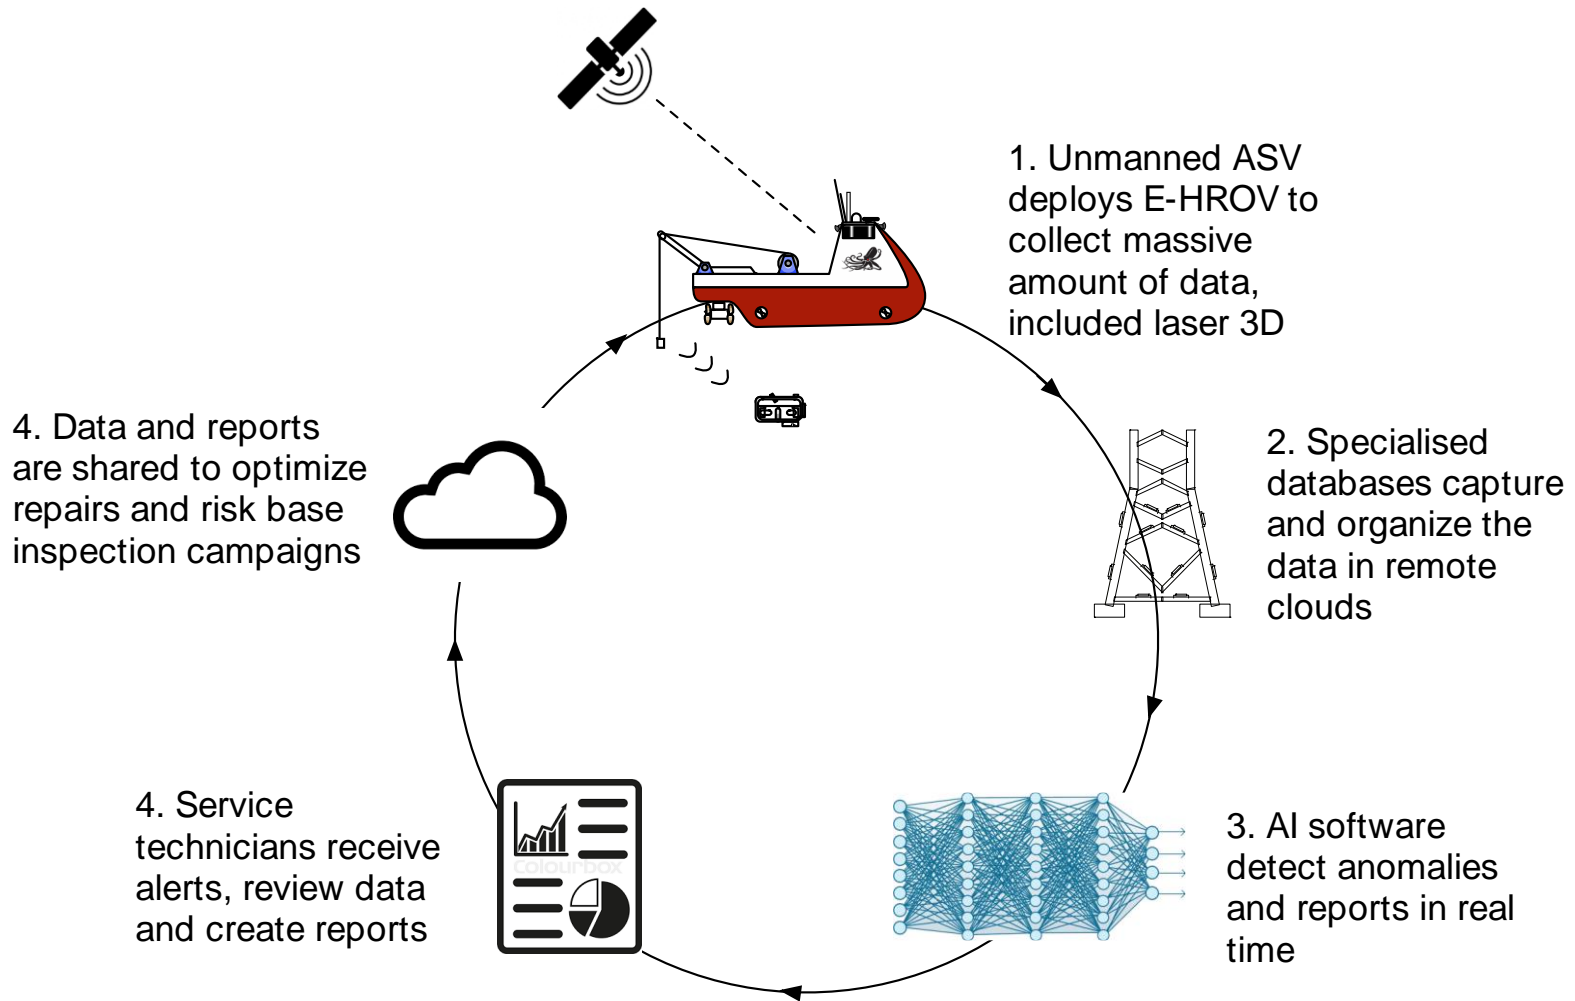 1. Unmanned ASV
deploys E-HROV to
collect massive
amount of data,
included laser 3D
2. Specialised
databases capture
and organize the
data in remote
clouds
3. AI software
detect anomalies
and reports in real
time
4. Service
technicians receive
alerts, review data
and create reports
Colourbox
4. Data and reports
are shared to optimize
repairs and risk base
inspection campaigns